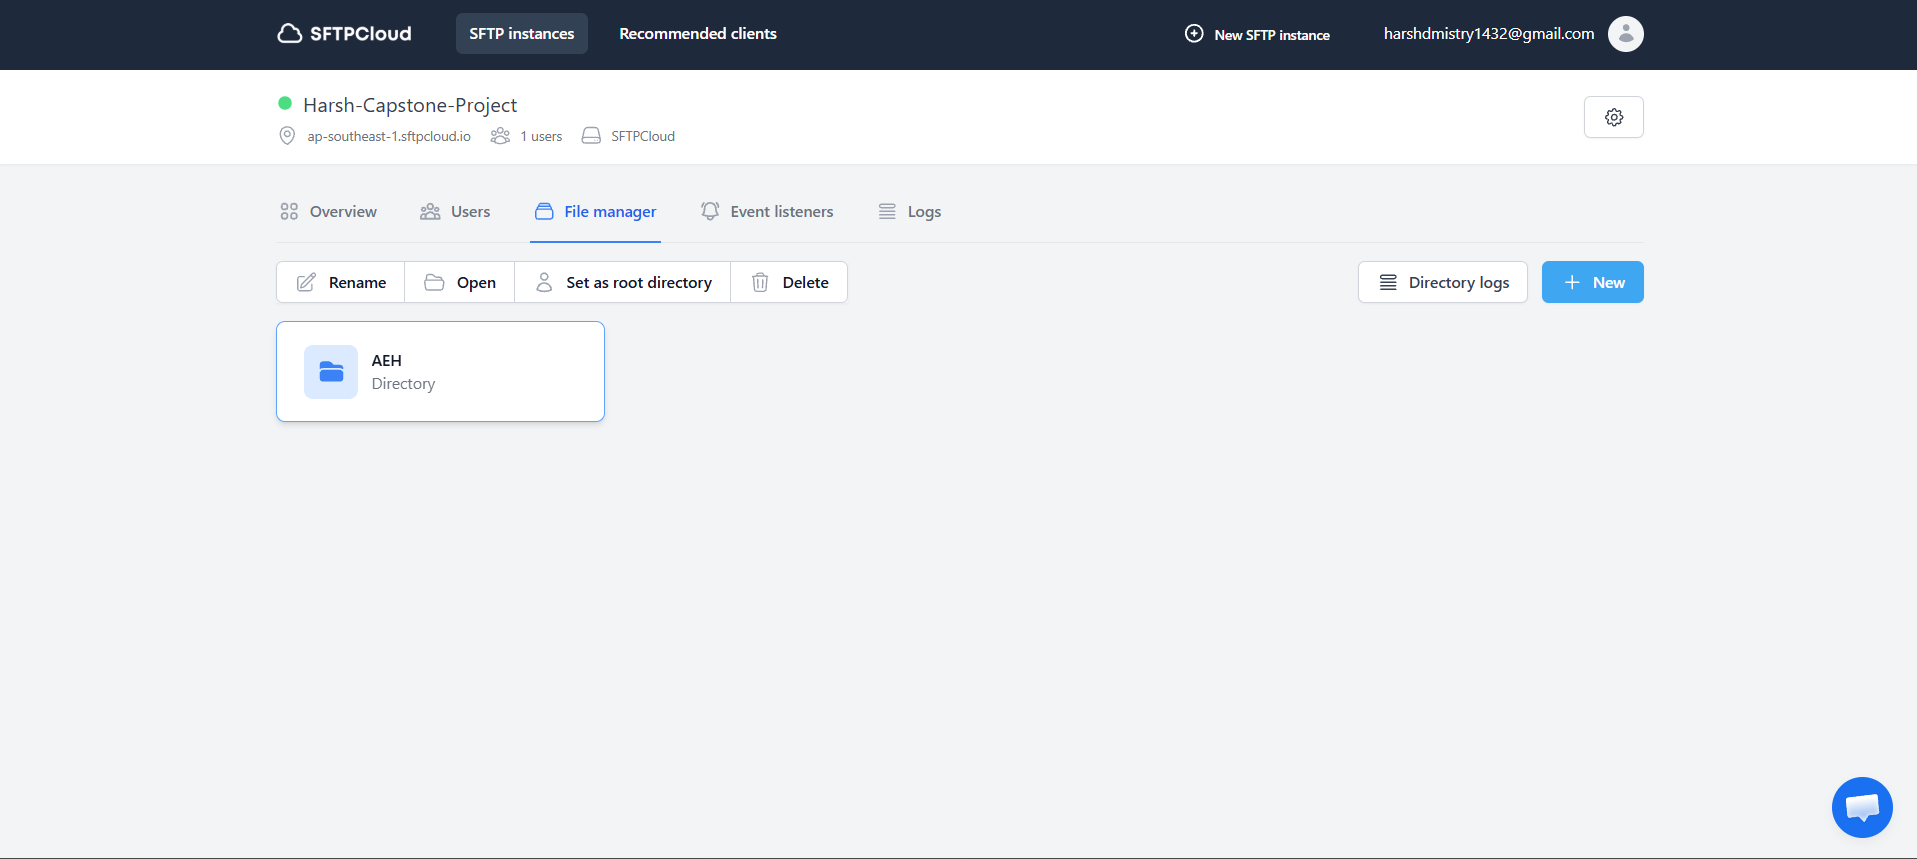 SFTPCloud SFTP instances Recommended clients New SFTP instance harshdmistry1432@gmail.com
Harsh-Capstone-Project
ap-southeast-1.sftpcloud.io 1 users SFTPCloud
Overview Users File manager Event listeners Logs
Rename Open Set as root directory Delete Directory logs New
AEH
Directory